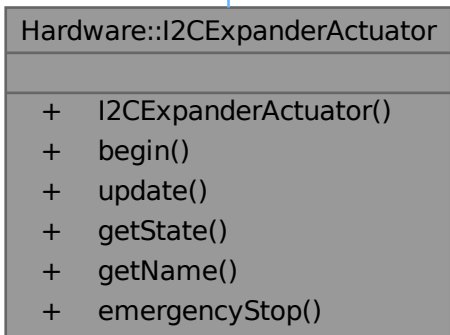 Hardware::I2CExpanderActuator
+ I2CExpanderActuator()
+ begin()
+ update()
+ getState()
+ getName()
+ emergencyStop()